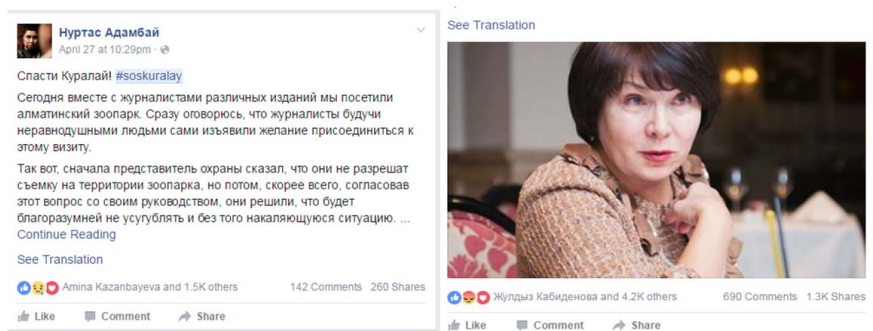 Нуртас Адамбай
April 27 at 10:29pm ·
Спасти Куралай! #soskuralay
Сегодня вместе с журналистами различных изданий мы посетили
алматинский зоопарк. Сразу оговорюсь, что журналисты будучи
неравнодушными людьми сами изъявили желание присоединиться к
этому визиту.
Так вот, сначала представитель охраны сказал, что они не разрешат
съемку на территории зоопарка, но потом, скорее всего, согласовав
этот вопрос со своим руководством, они решили, что будет
благоразумней не усугублять и без того накаляющуюся ситуацию. ...
Continue Reading
See Translation
Amina Kazanbayeva and 1.5K others 142 Comments 260 Shares
Like Comment Share
See Translation
Жулдыз Кабиденова and 4.2K others 690 Comments 1.3K Shares
Like Comment Share